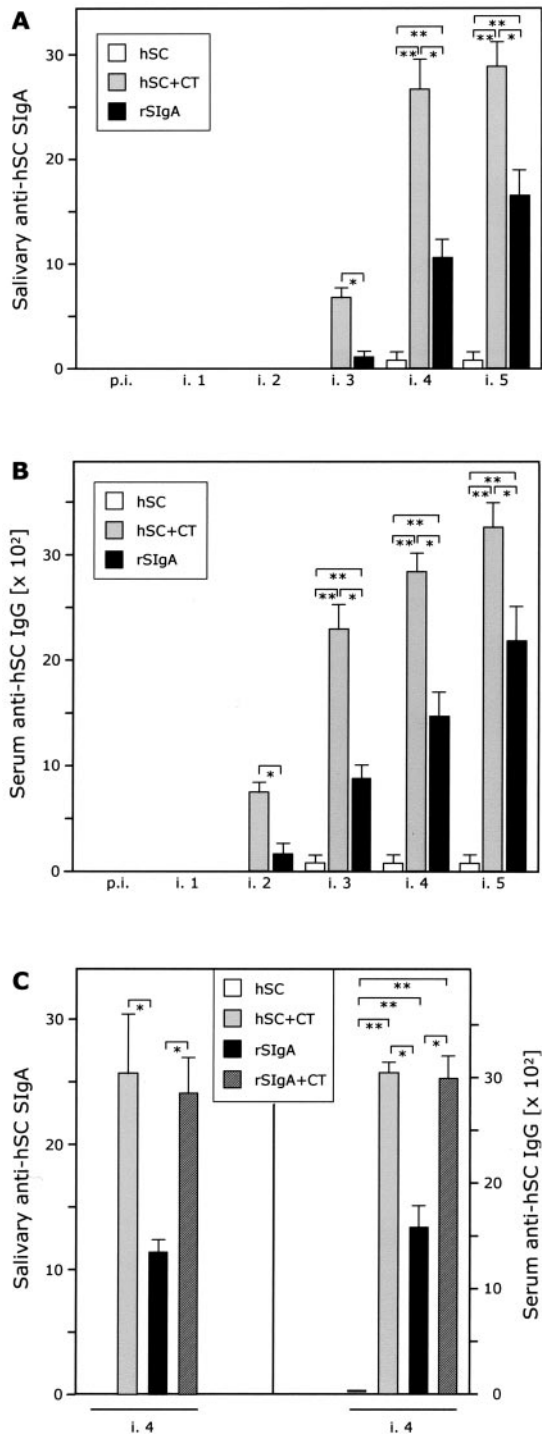 A
Salivary anti-hSC SIgA
30
20
10
0
hSC
hSC+CT
rSIgA
*
** ** *
** ** *
p.i. i. 1 i. 2 i. 3 i. 4 i. 5
B
Serum anti-hSC IgG [x 10²]
30
20
10
0
hSC
hSC+CT
rSIgA
*
** ** *
** ** *
** ** *
p.i. i. 1 i. 2 i. 3 i. 4 i. 5
C
Salivary anti-hSC SIgA
30
20
10
0
hSC
hSC+CT
rSIgA
rSIgA+CT
* *
**
**
** * *
Serum anti-hSC IgG [x 10²]
30
20
10
0
i. 4 i. 4